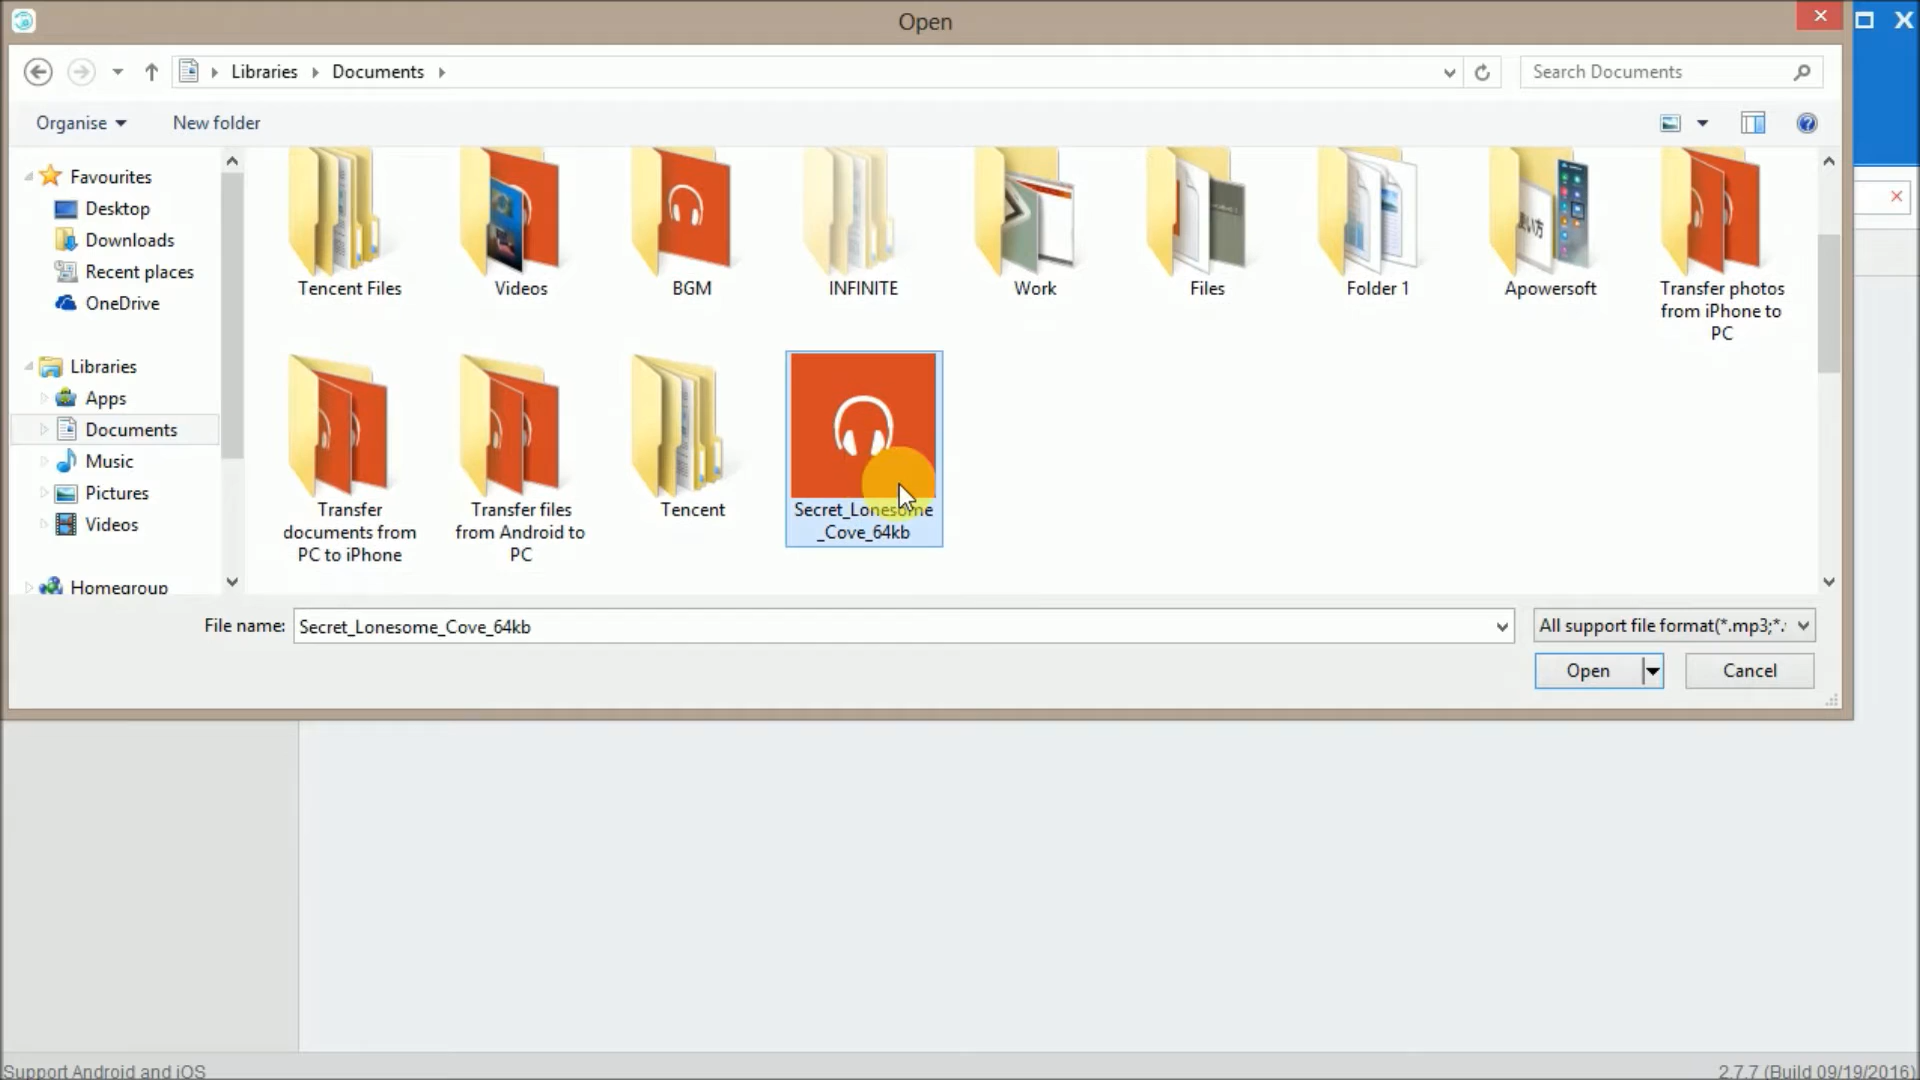 Open
Libraries
Documents
Search Documents
Organise
New folder
Favourites
Desktop
Downloads
Recent places
OneDrive
Libraries
Apps
Documents
Music
Pictures
Videos
Homegroup
Tencent Files
Videos
BGM
INFINITE
Work
Files
Folder 1
Apowersoft
Transfer photos
from iPhone to
PC
Transfer
documents from
PC to iPhone
Transfer files
from Android to
PC
Tencent
Secret_Lonesome
_Cove_64kb
File name:
Secret_Lonesome_Cove_64kb
All support file format(*.mp3;*.
Open
Cancel
Support Android and iOS
2.7.7 (Build 09/19/2016)